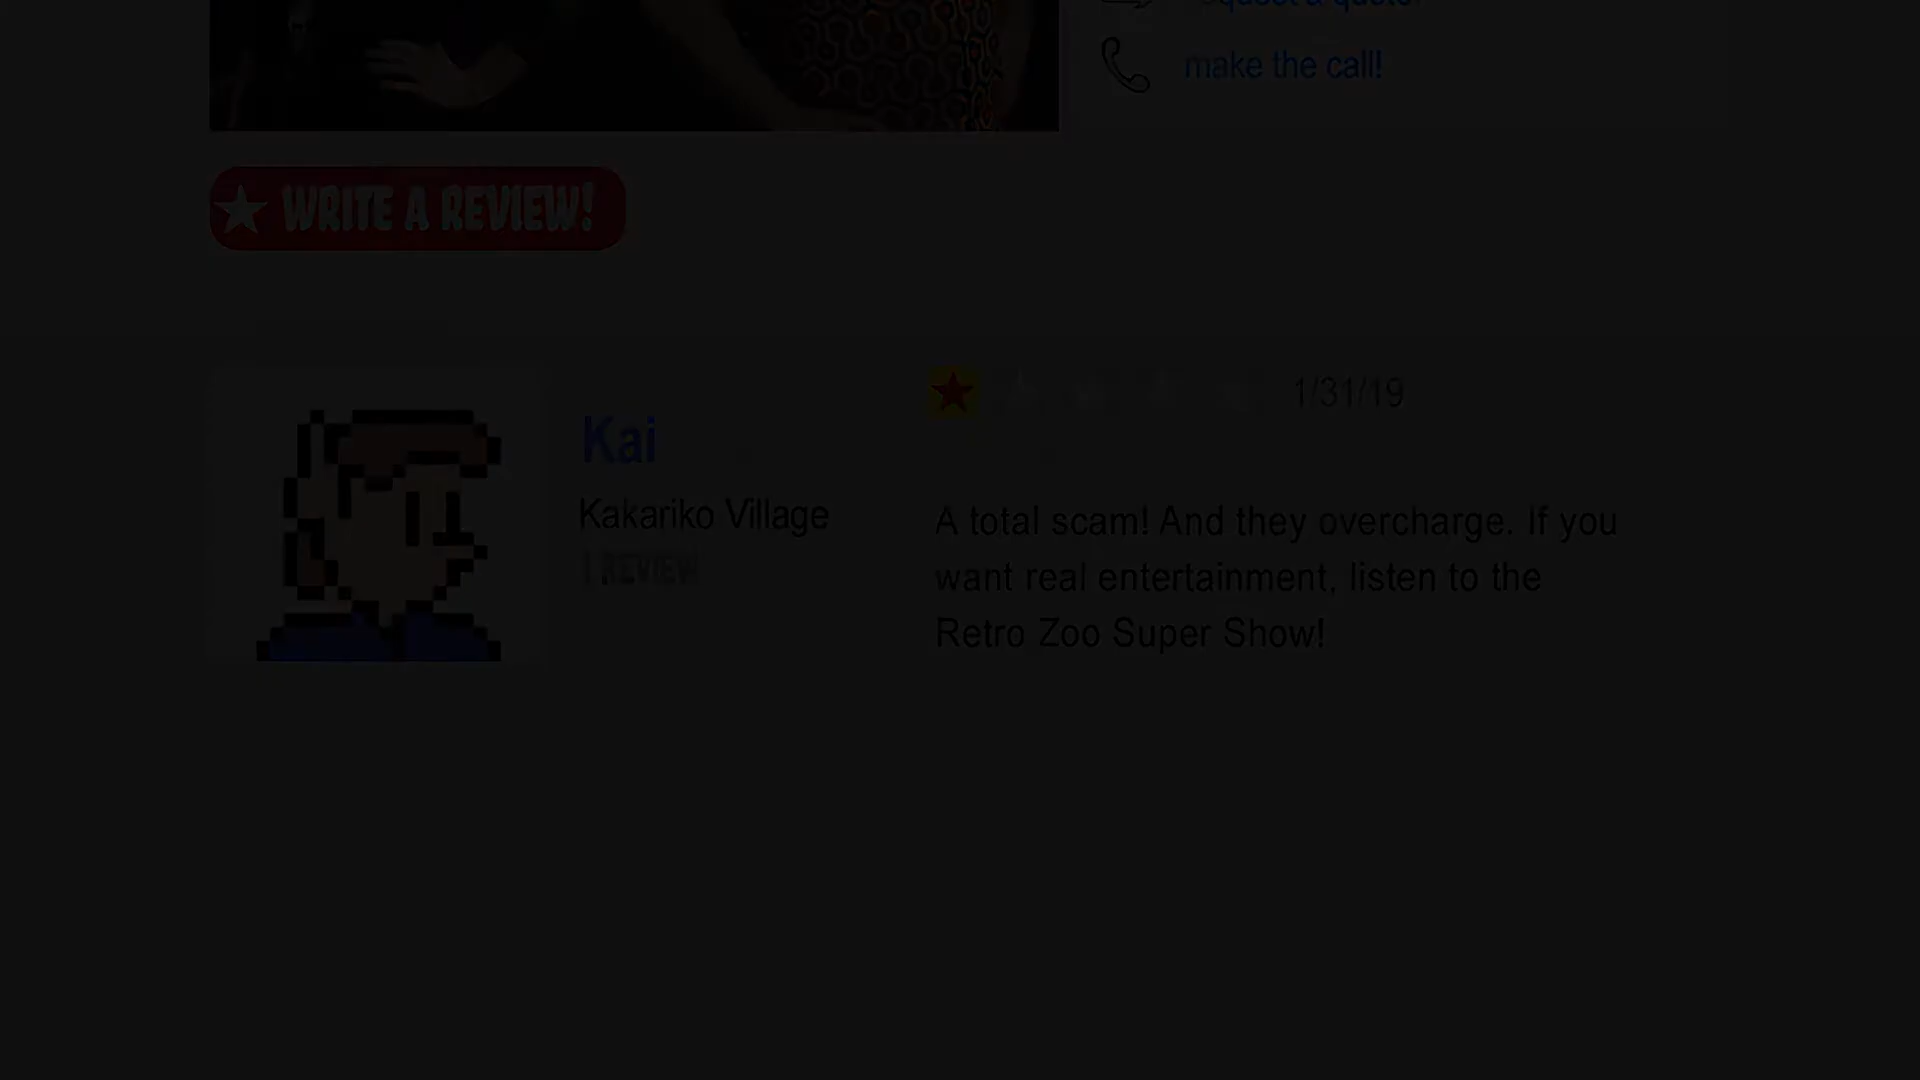 make the call!
WRITE A REVIEW!
1/31/19
Kai
Kakariko Village
1 REVIEW
A total scam! And they overcharge. If you
want real entertainment, listen to the
Retro Zoo Super Show!